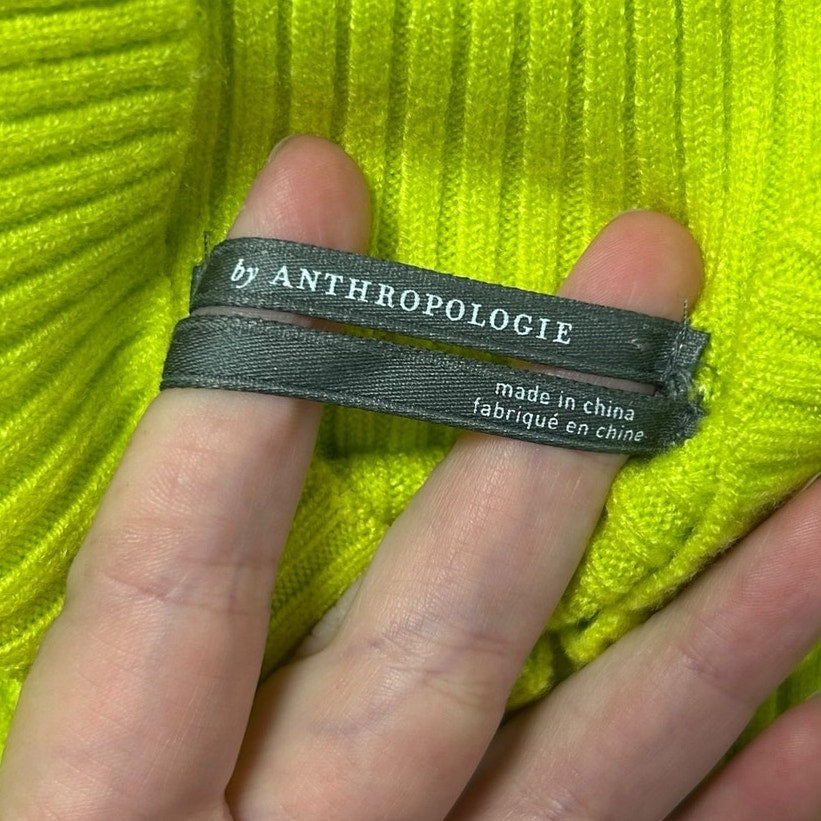 by ANTHROPOLOGIE
made in china
fabriqué en chine